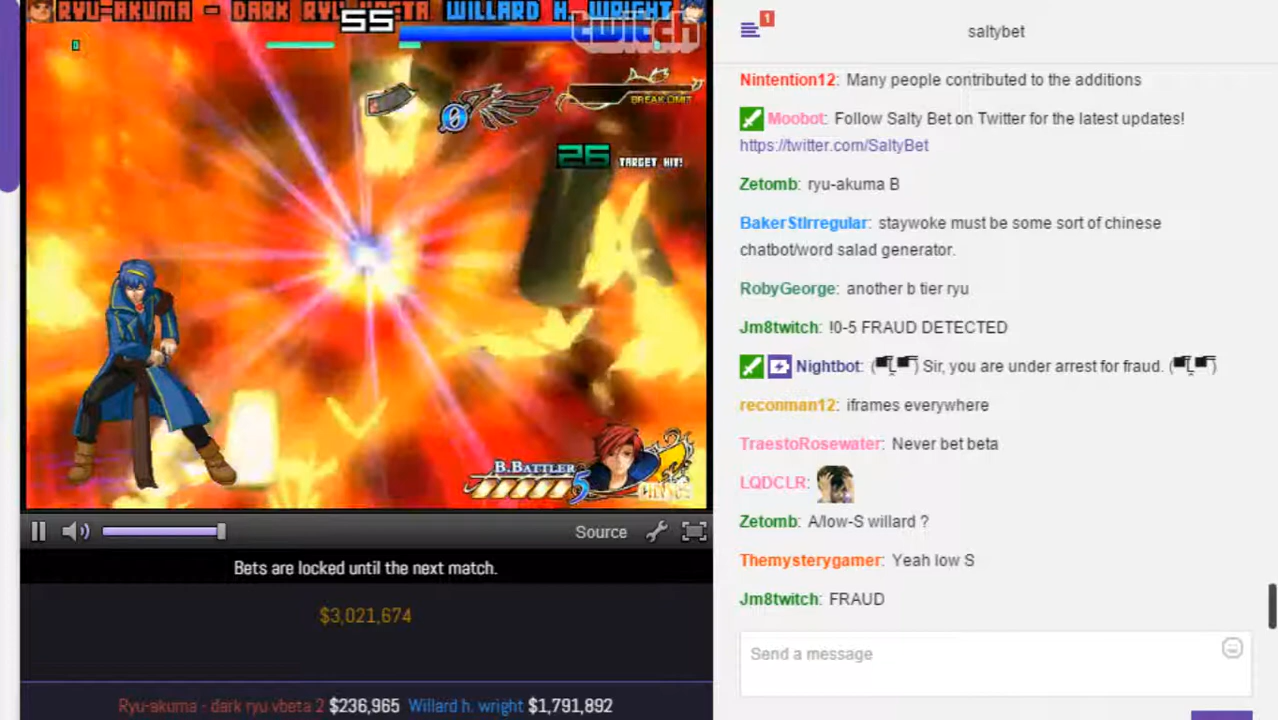 RYU-AKUMA - DARK RYU VBETA
WILLARD H. WRIGHT
55
twitch
0
0
BREAK LIMIT
26 TARGET HIT!
B.BATTLER
5
Source
Bets are locked until the next match.
$3,021,674
Ryu-akuma - dark ryu vbeta 2 $236,965 Willard h. wright $1,791,892
1
saltybet
Nintention12: Many people contributed to the additions
Moobot: Follow Salty Bet on Twitter for the latest updates!
https://twitter.com/SaltyBet
Zetomb: ryu-akuma B
BakerStIrregular: staywoke must be some sort of chinese
chatbot/word salad generator.
RobyGeorge: another b tier ryu
Jm8twitch: !0-5 FRAUD DETECTED
Nightbot: Sir, you are under arrest for fraud.
reconman12: iframes everywhere
TraestoRosewater: Never bet beta
LQDCLR:
Zetomb: A/low-S willard ?
Themysterygamer: Yeah low S
Jm8twitch: FRAUD
Send a message